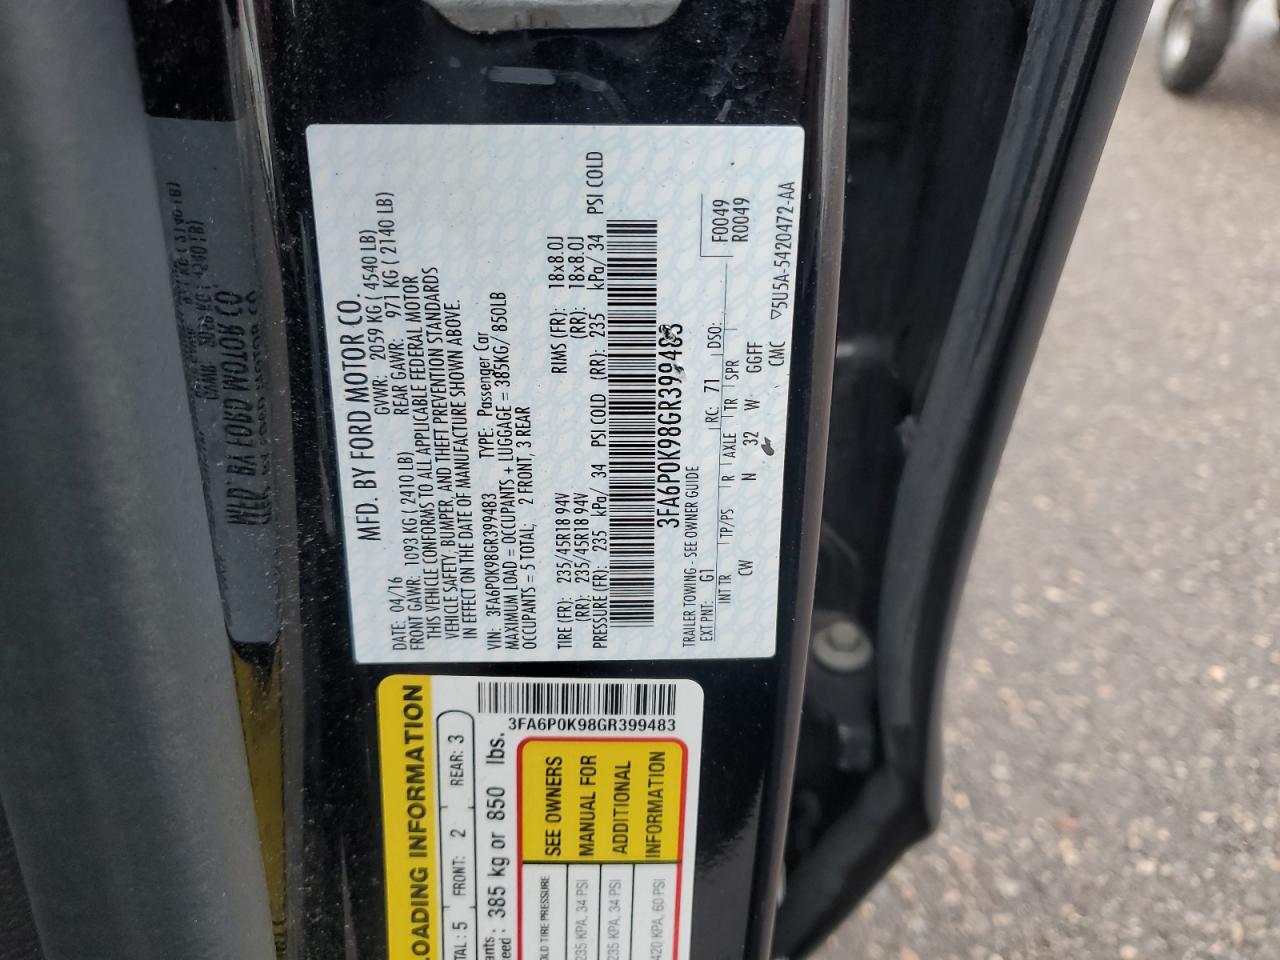 MFD. BY FORD MOTOR CO.
DATE: 04/16 GVWR: 2059 KG ( 4540 LB)
FRONT GAWR: 1093 KG ( 2410 LB) REAR GAWR: 971 KG ( 2140 LB)
THIS VEHICLE CONFORMS TO ALL APPLICABLE FEDERAL MOTOR
VEHICLE SAFETY, BUMPER, AND THEFT PREVENTION STANDARDS
IN EFFECT ON THE DATE OF MANUFACTURE SHOWN ABOVE.
VIN: 3FA6P0K98GR399483 TYPE: Passenger Car
MAXIMUM LOAD = OCCUPANTS + LUGGAGE = 385KG/ 850LB
OCCUPANTS = 5 TOTAL; 2 FRONT, 3 REAR
TIRE (FR): 235/45R18 94V RIMS (FR): 18x8.0J
(RR): 235/45R18 94V (RR): 18x8.0J
PRESSURE (FR): 235 kPa/ 34 PSI COLD (RR): 235 kPa/ 34 PSI COLD
3FA6P0K98GR399483
TRAILER TOWING - SEE OWNER GUIDE
F0049
R0049
EXT PNT: G1 RC: 71 DSO:
INT TR TP/PS R AXLE TR SPR
CW N 32 W GGFF
CMC ▽5U5A-5420472-AA
LOADING INFORMATION
TAL : 5 FRONT: 2 REAR: 3
ants
eed : 385 kg or 850 lbs.
3FA6P0K98GR399483
OLD TIRE PRESSURE
235 KPA, 34 PSI
235 KPA, 34 PSI
420 KPA, 60 PSI
SEE OWNERS
MANUAL FOR
ADDITIONAL
INFORMATION